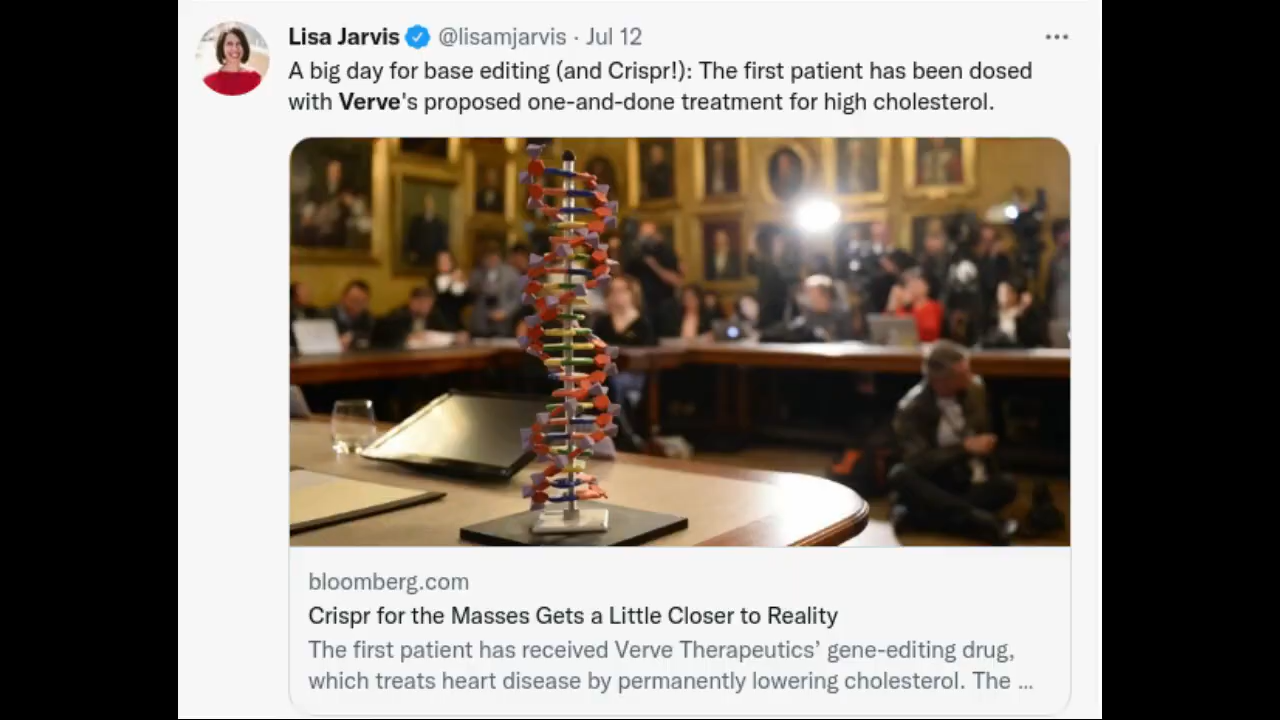 Lisa Jarvis @lisamjarvis · Jul 12
A big day for base editing (and Crispr!): The first patient has been dosed
with Verve's proposed one-and-done treatment for high cholesterol.
bloomberg.com
Crispr for the Masses Gets a Little Closer to Reality
The first patient has received Verve Therapeutics’ gene-editing drug,
which treats heart disease by permanently lowering cholesterol. The ...